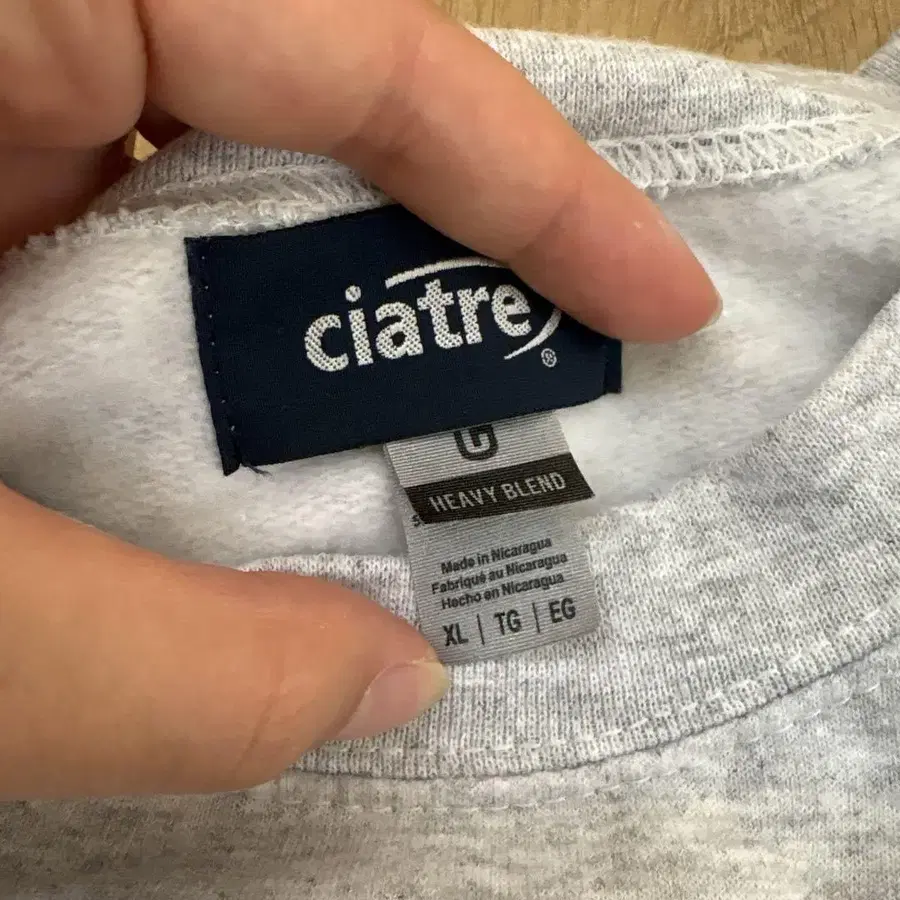 ciatre
®
G
HEAVY BLEND
Made in Nicaragua
Fabriqué au Nicaragua
Hecho en Nicaragua
XL | TG | EG